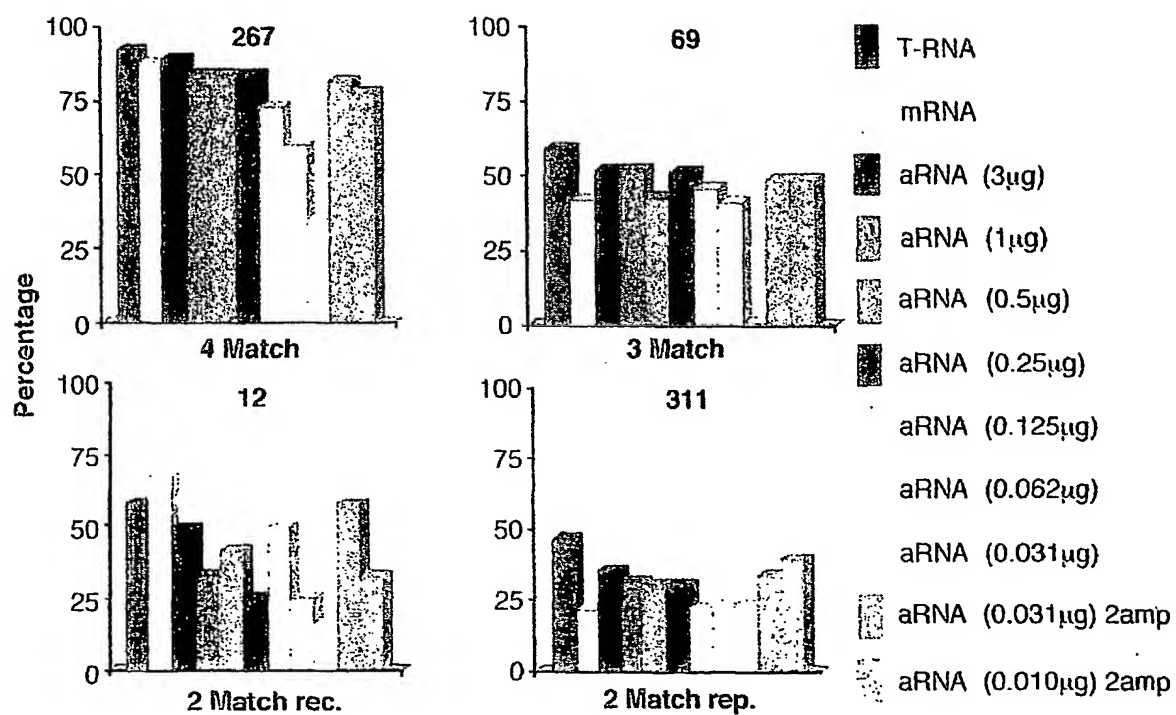 Percentage
100
75
50
25
0
267
4 Match
100
75
50
25
0
69
3 Match
100
75
50
25
0
12
2 Match rec.
100
75
50
25
0
311
2 Match rep.
T-RNA
mRNA
aRNA (3µg)
aRNA (1µg)
aRNA (0.5µg)
aRNA (0.25µg)
aRNA (0.125µg)
aRNA (0.062µg)
aRNA (0.031µg)
aRNA (0.031µg) 2amp
aRNA (0.010µg) 2amp